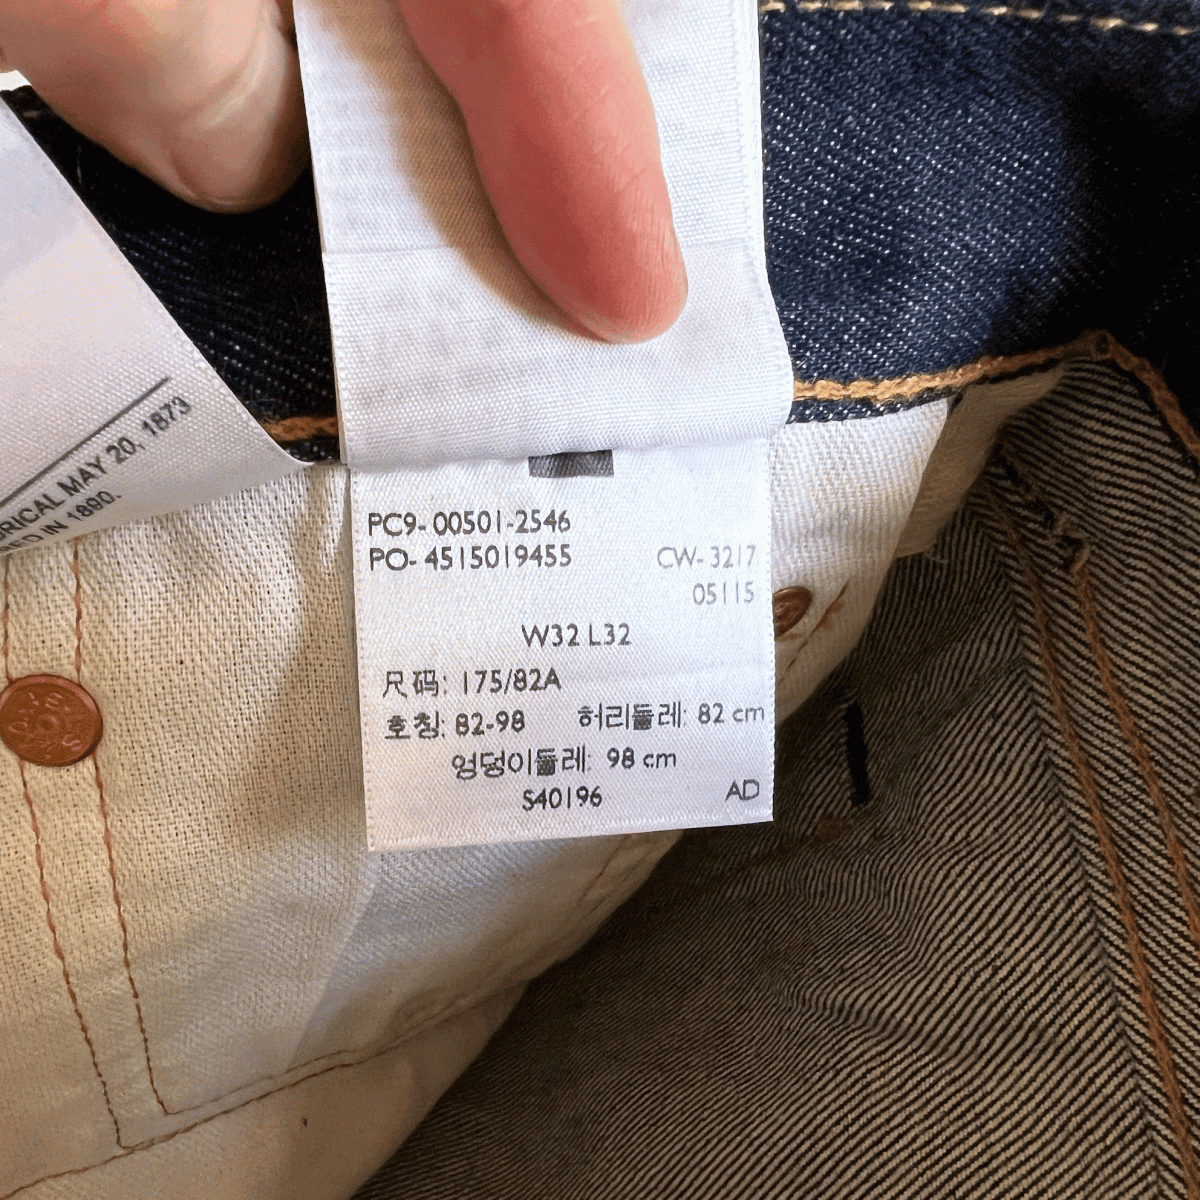 RICAL MAY 20, 1873
IN 1890.
PC9- 00501-2546
PO- 4515019455
CW- 3217
05115
W32 L32
尺码: 175/82A
호칭: 82-98 허리둘레: 82 cm
엉덩이둘레: 98 cm
S40196
AD